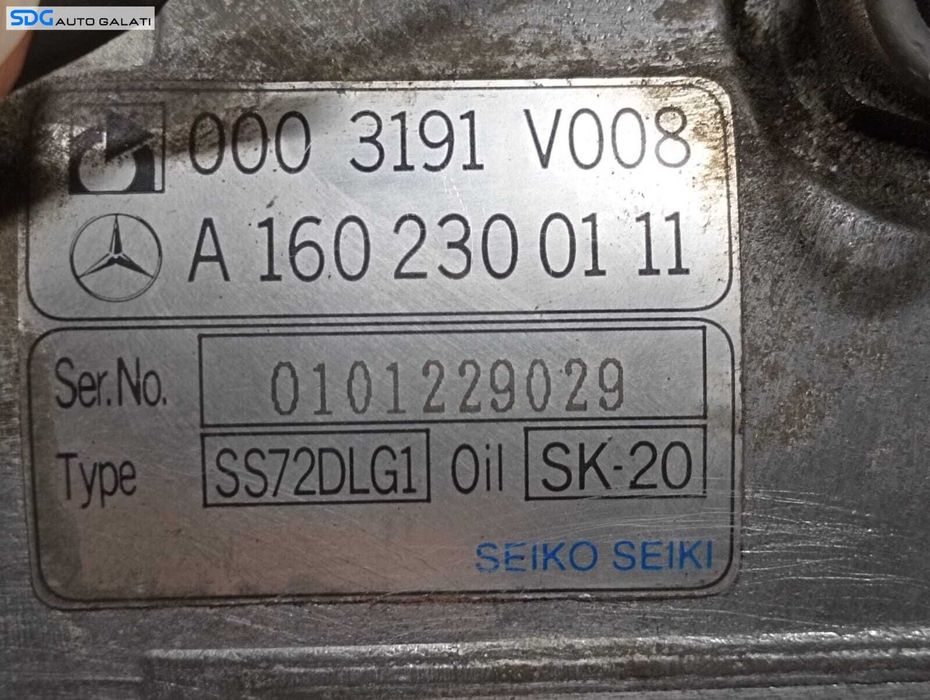 SDG AUTO GALATI
000 3191 V008
A 160 230 01 11
Ser.No. 0101229029
Type SS72DLG1 Oil SK-20
SEIKO SEIKI